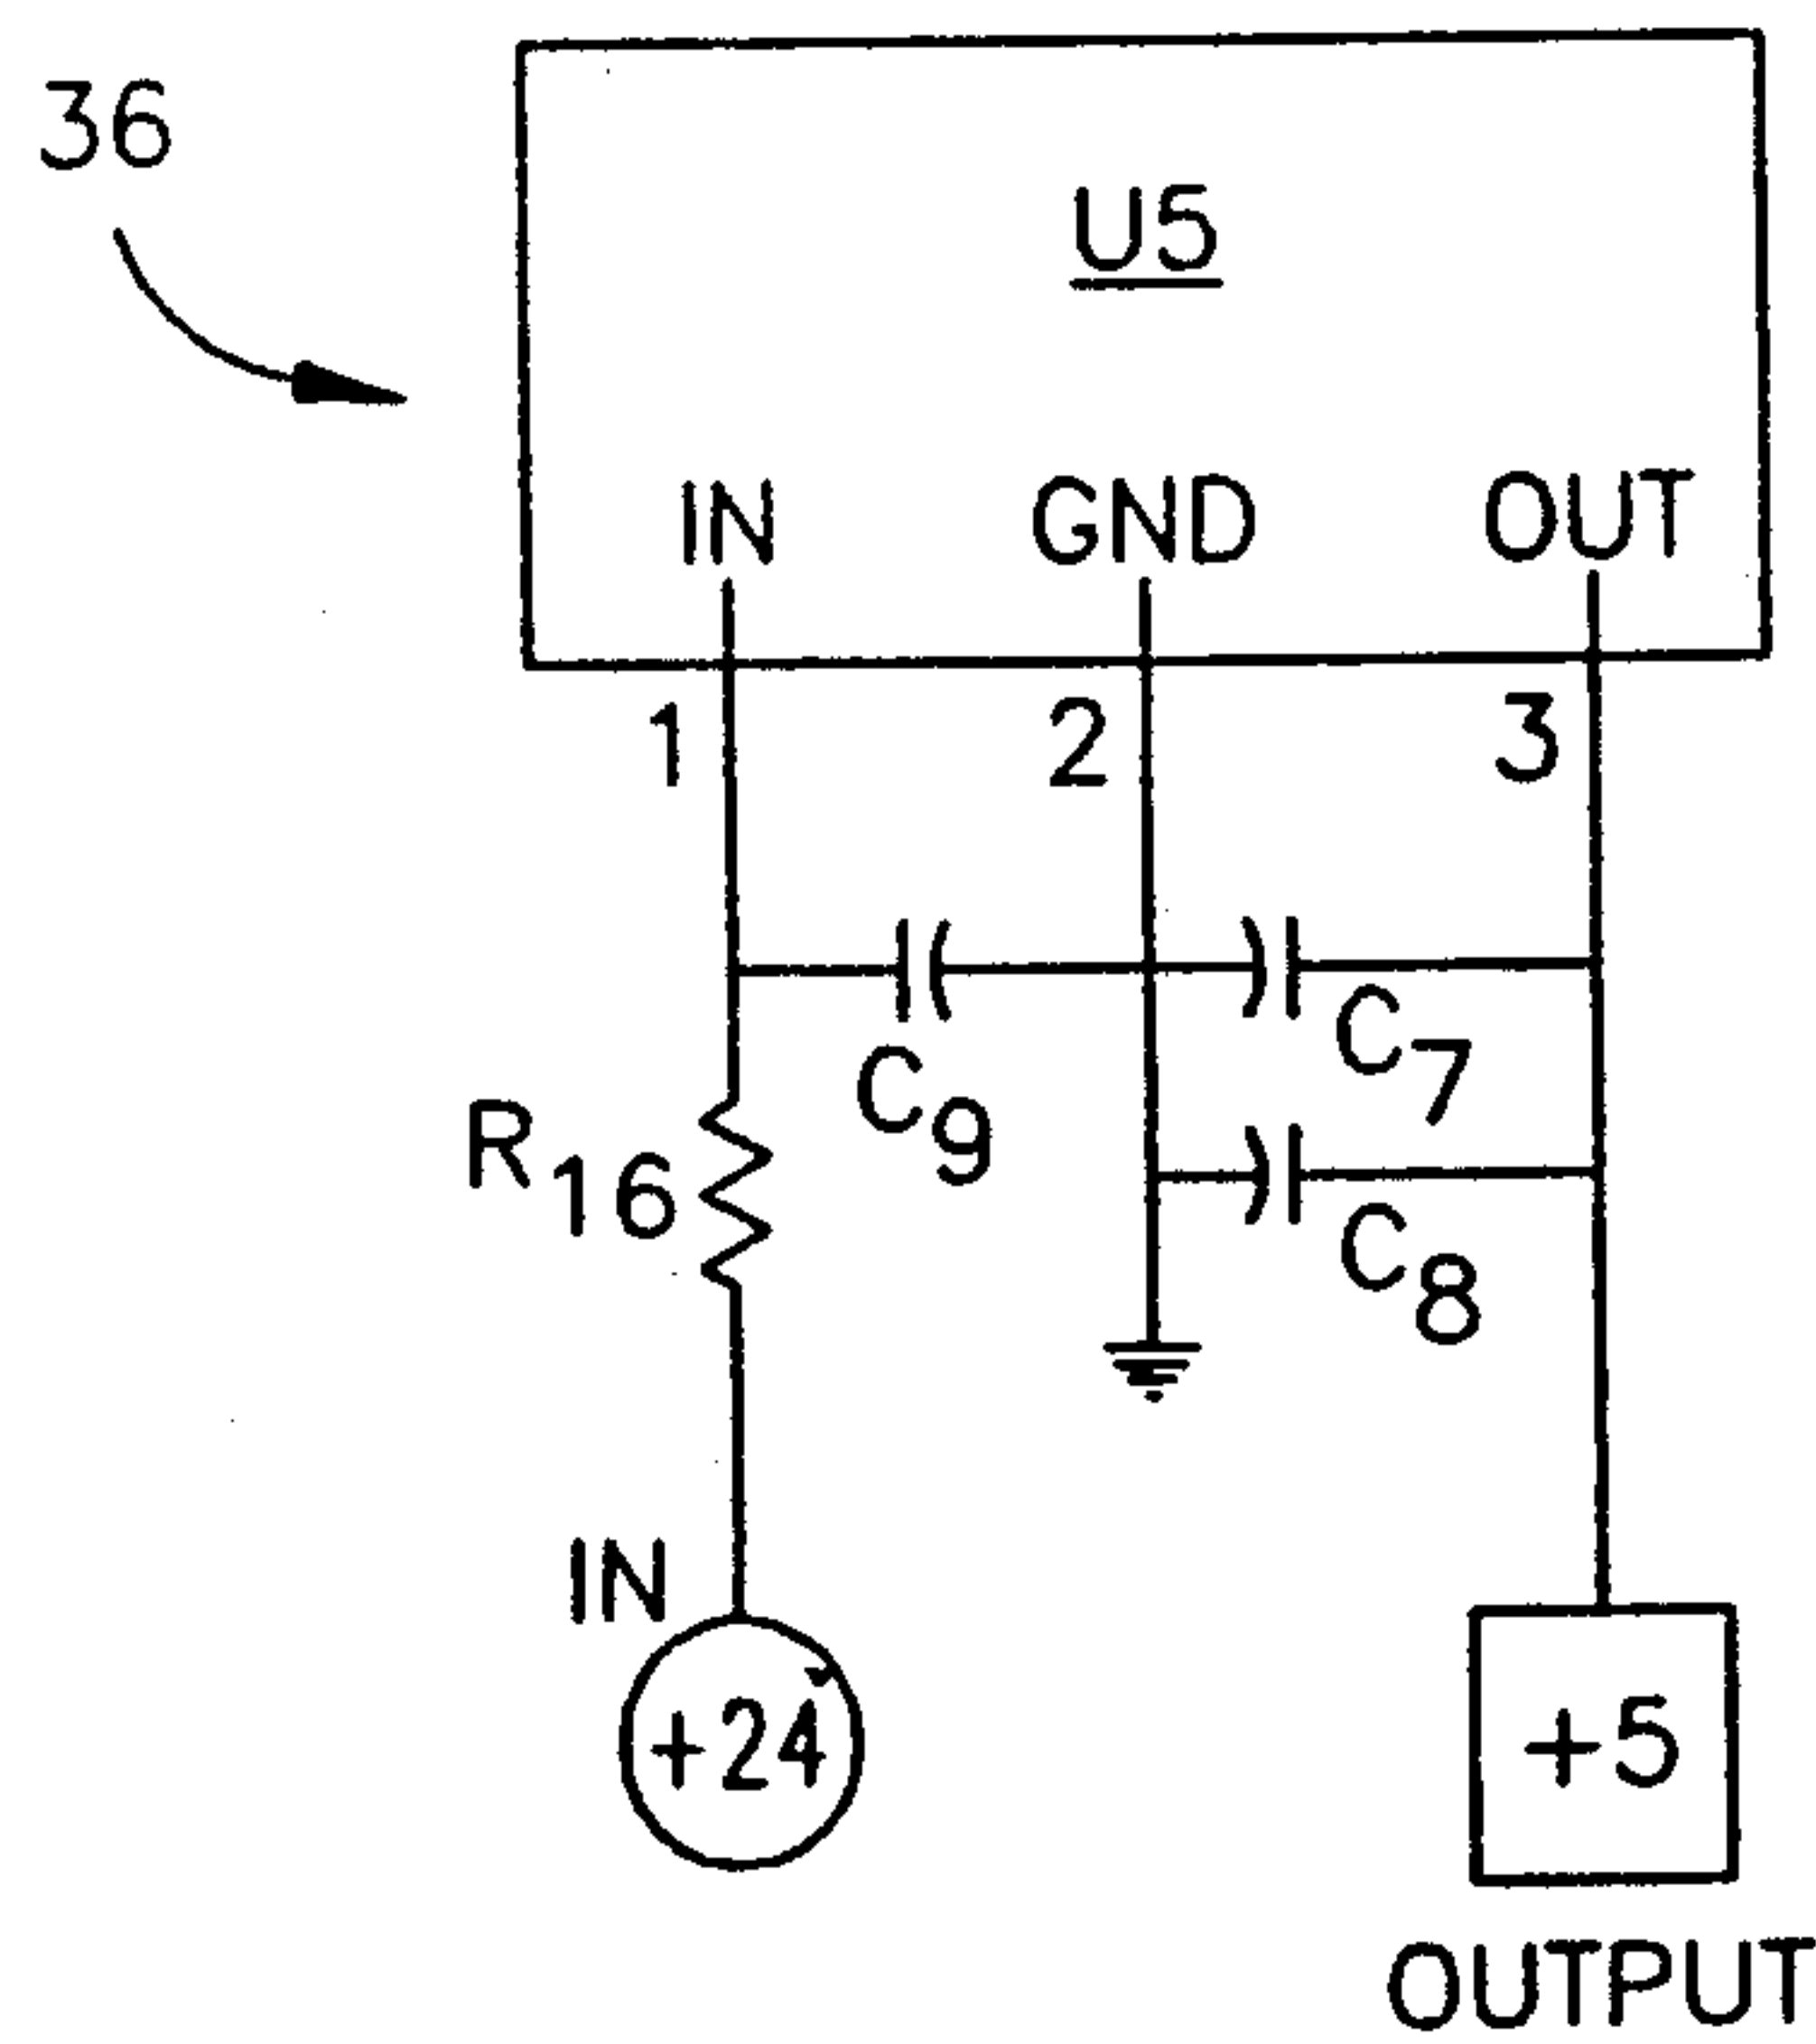 36
U5
IN GND OUT
1 2 3
C7
C9
R16
C8
IN
+24
+5
OUTPUT